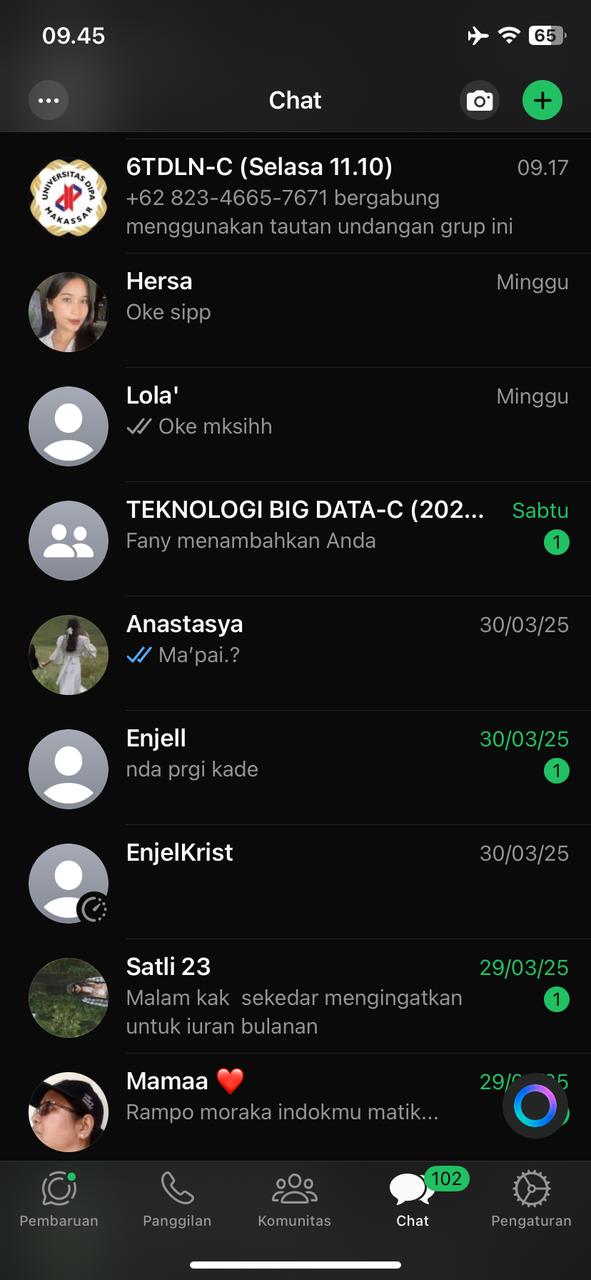 09.45
65
Chat
6TDLN-C (Selasa 11.10)
09.17
+62 823-4665-7671 bergabung
menggunakan tautan undangan grup ini
UNIVERSITAS DIPA
MAKASSAR
Hersa
Minggu
Oke sipp
Lola'
Minggu
Oke mksihh
TEKNOLOGI BIG DATA-C (202...
Sabtu
Fany menambahkan Anda
1
Anastasya
30/03/25
Ma’pai.?
Enjell
30/03/25
nda prgi kade
1
EnjelKrist
30/03/25
Satli 23
29/03/25
Malam kak  sekedar mengingatkan
untuk iuran bulanan
1
Mamaa ❤️
Rampo moraka indokmu matik...
102
Pembaruan
Panggilan
Komunitas
Chat
Pengaturan